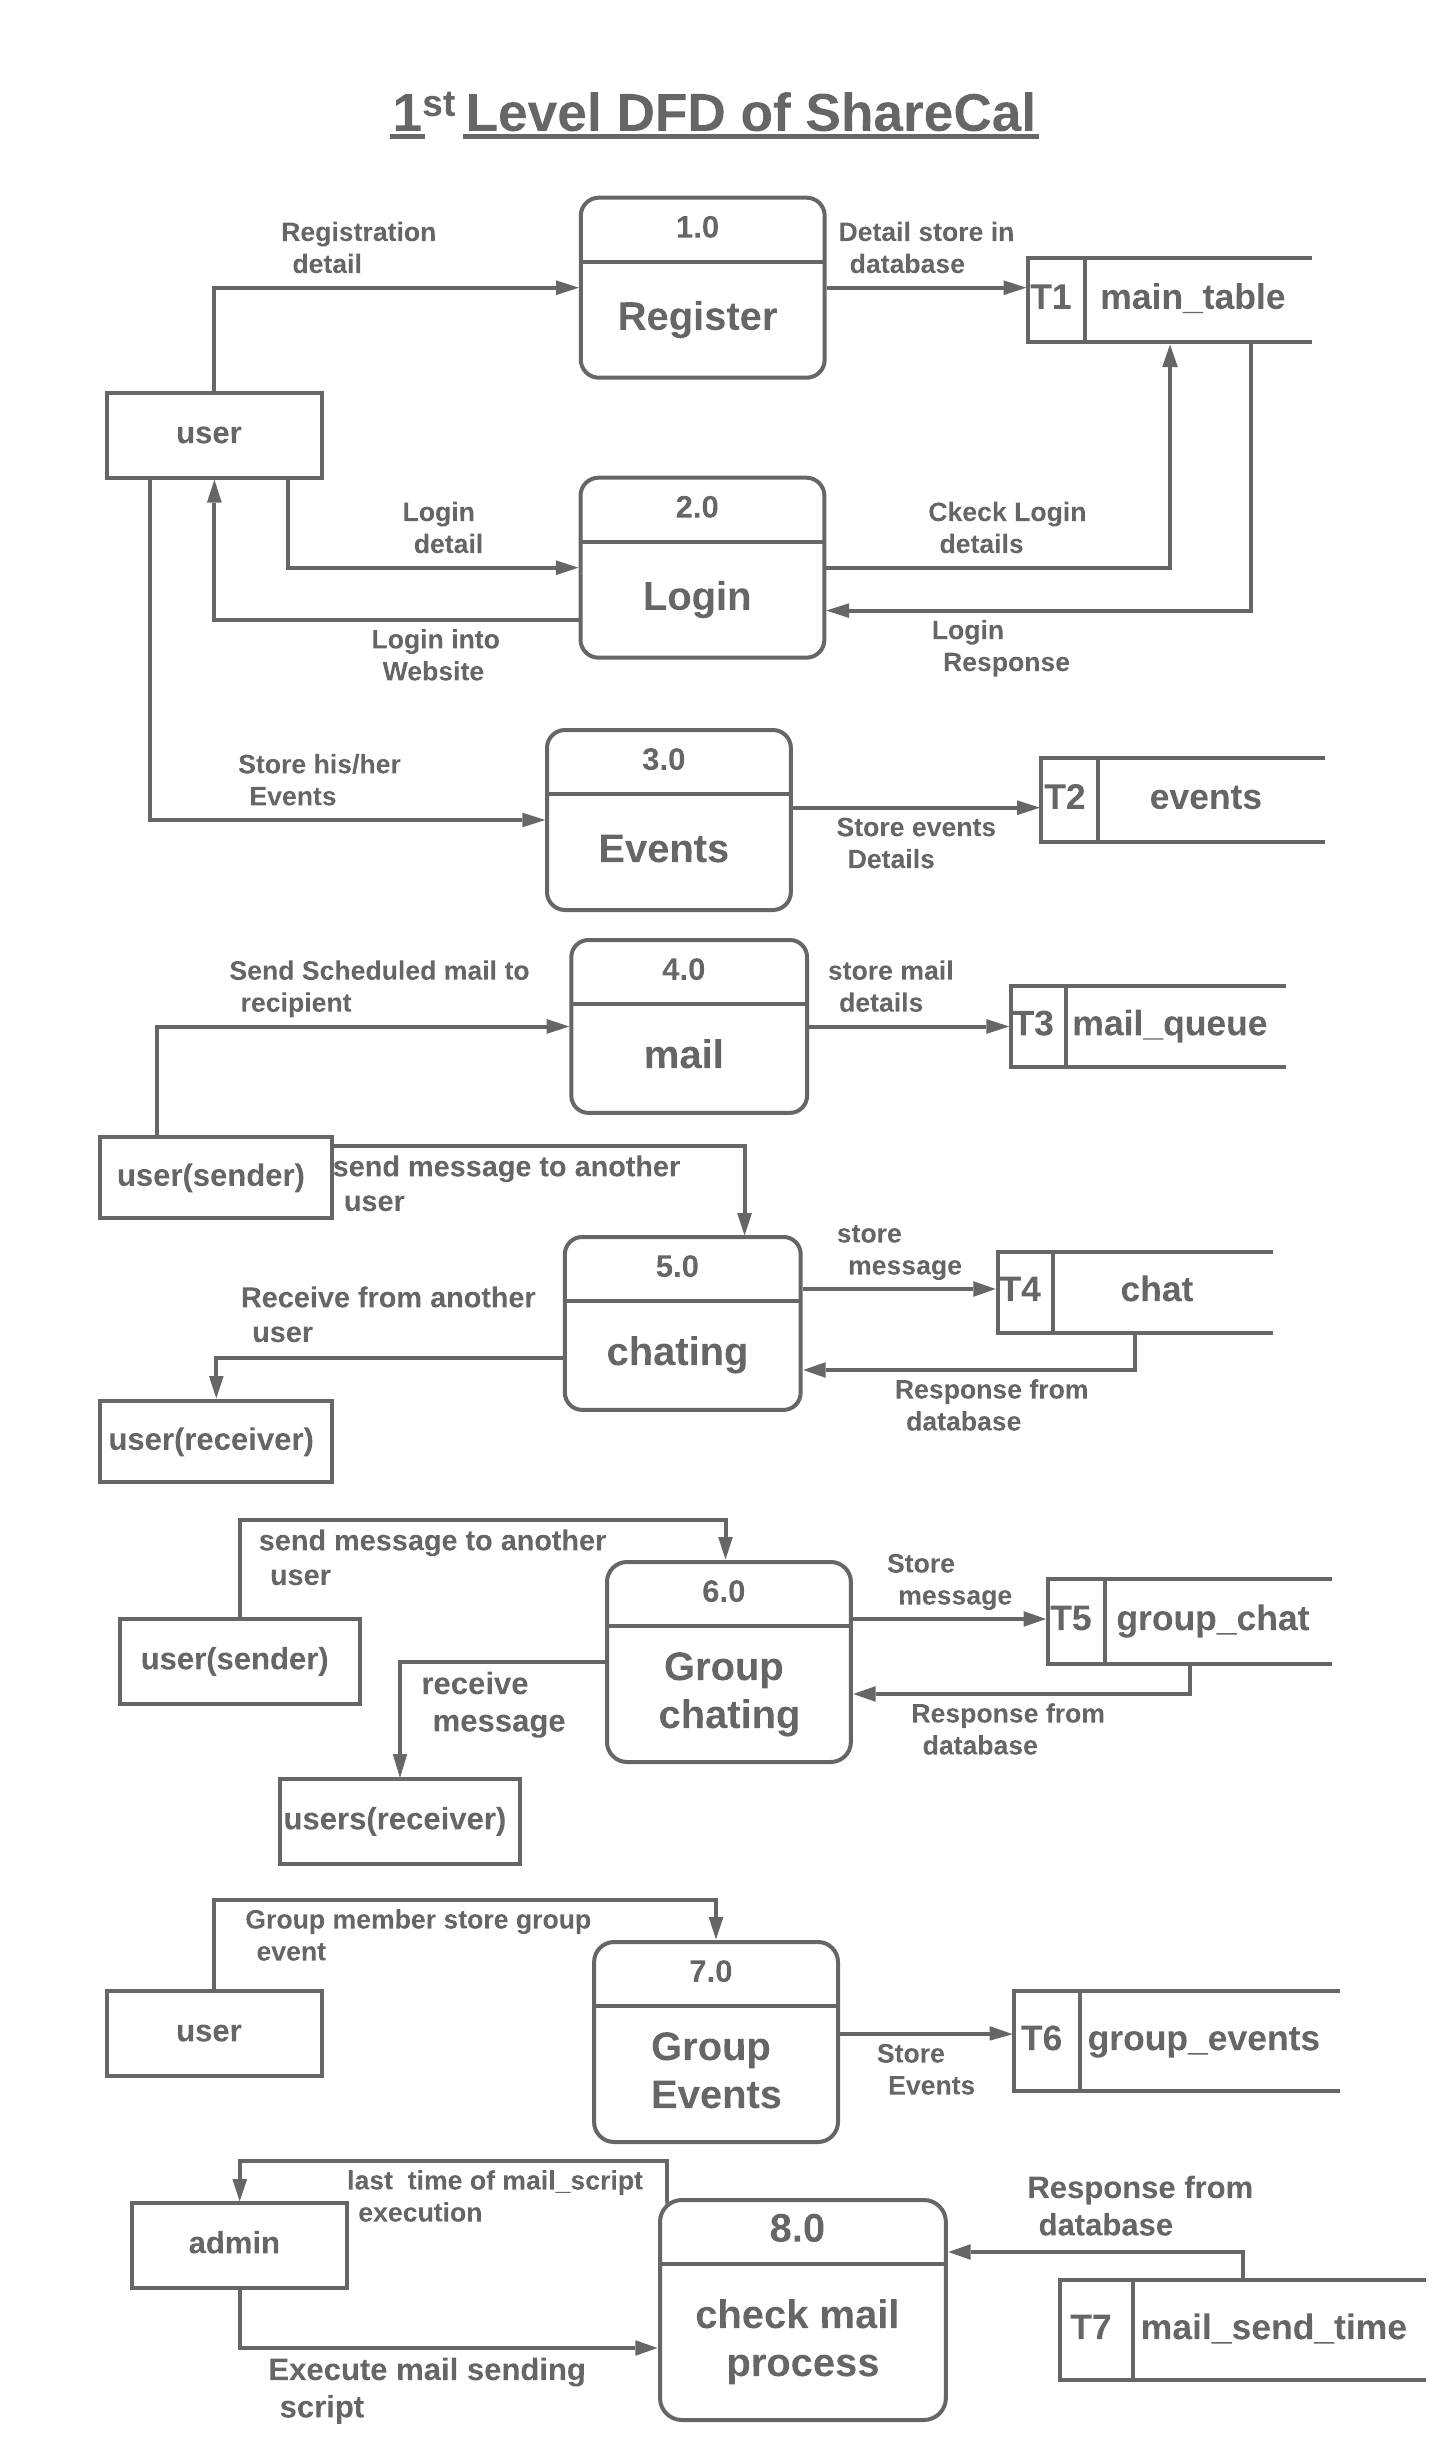 1st Level DFD of ShareCal
1.0
Registration
detail
Register
Detail store in
database
T1 main_table
user
2.0
Login
detail
Login
Ckeck Login
details
Login into
Website
Login
Response
3.0
Store his/her
Events
Events
Store events
Details
T2 events
4.0
Send Scheduled mail to
recipient
mail
store mail
details
T3 mail_queue
user(sender)
send message to another
user
5.0
chating
store
message
T4 chat
Receive from another
user
Response from
database
user(receiver)
send message to another
user
6.0
Group
chating
Store
message
T5 group_chat
user(sender)
receive
message
Response from
database
users(receiver)
Group member store group
event
7.0
Group
Events
user
Store
Events
T6 group_events
last time of mail_script
execution
admin
8.0
check mail
process
Response from
database
T7 mail_send_time
Execute mail sending
script